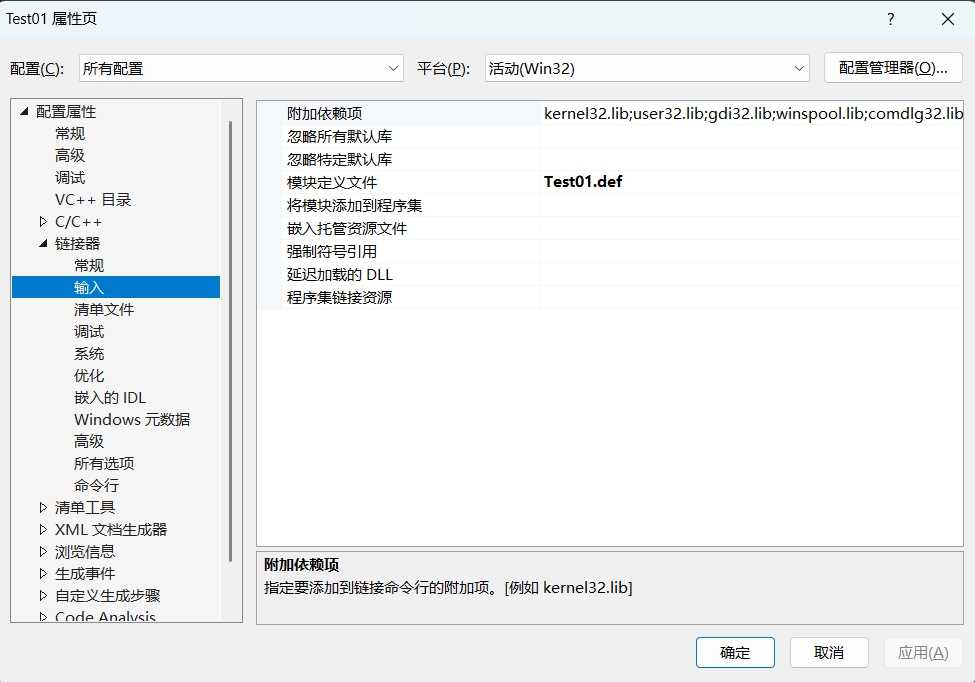 Test01 属性页
?
配置(C):
所有配置
平台(P):
活动(Win32)
配置管理器(O)...
配置属性
常规
高级
调试
VC++ 目录
C/C++
链接器
常规
输入
清单文件
调试
系统
优化
嵌入的 IDL
Windows 元数据
高级
所有选项
命令行
清单工具
XML 文档生成器
浏览信息
生成事件
自定义生成步骤
Code Analysis
附加依赖项 kernel32.lib;user32.lib;gdi32.lib;winspool.lib;comdlg32.lib
忽略所有默认库
忽略特定默认库
模块定义文件 Test01.def
将模块添加到程序集
嵌入托管资源文件
强制符号引用
延迟加载的 DLL
程序集链接资源
附加依赖项
指定要添加到链接命令行的附加项。[例如 kernel32.lib]
确定
取消
应用(A)